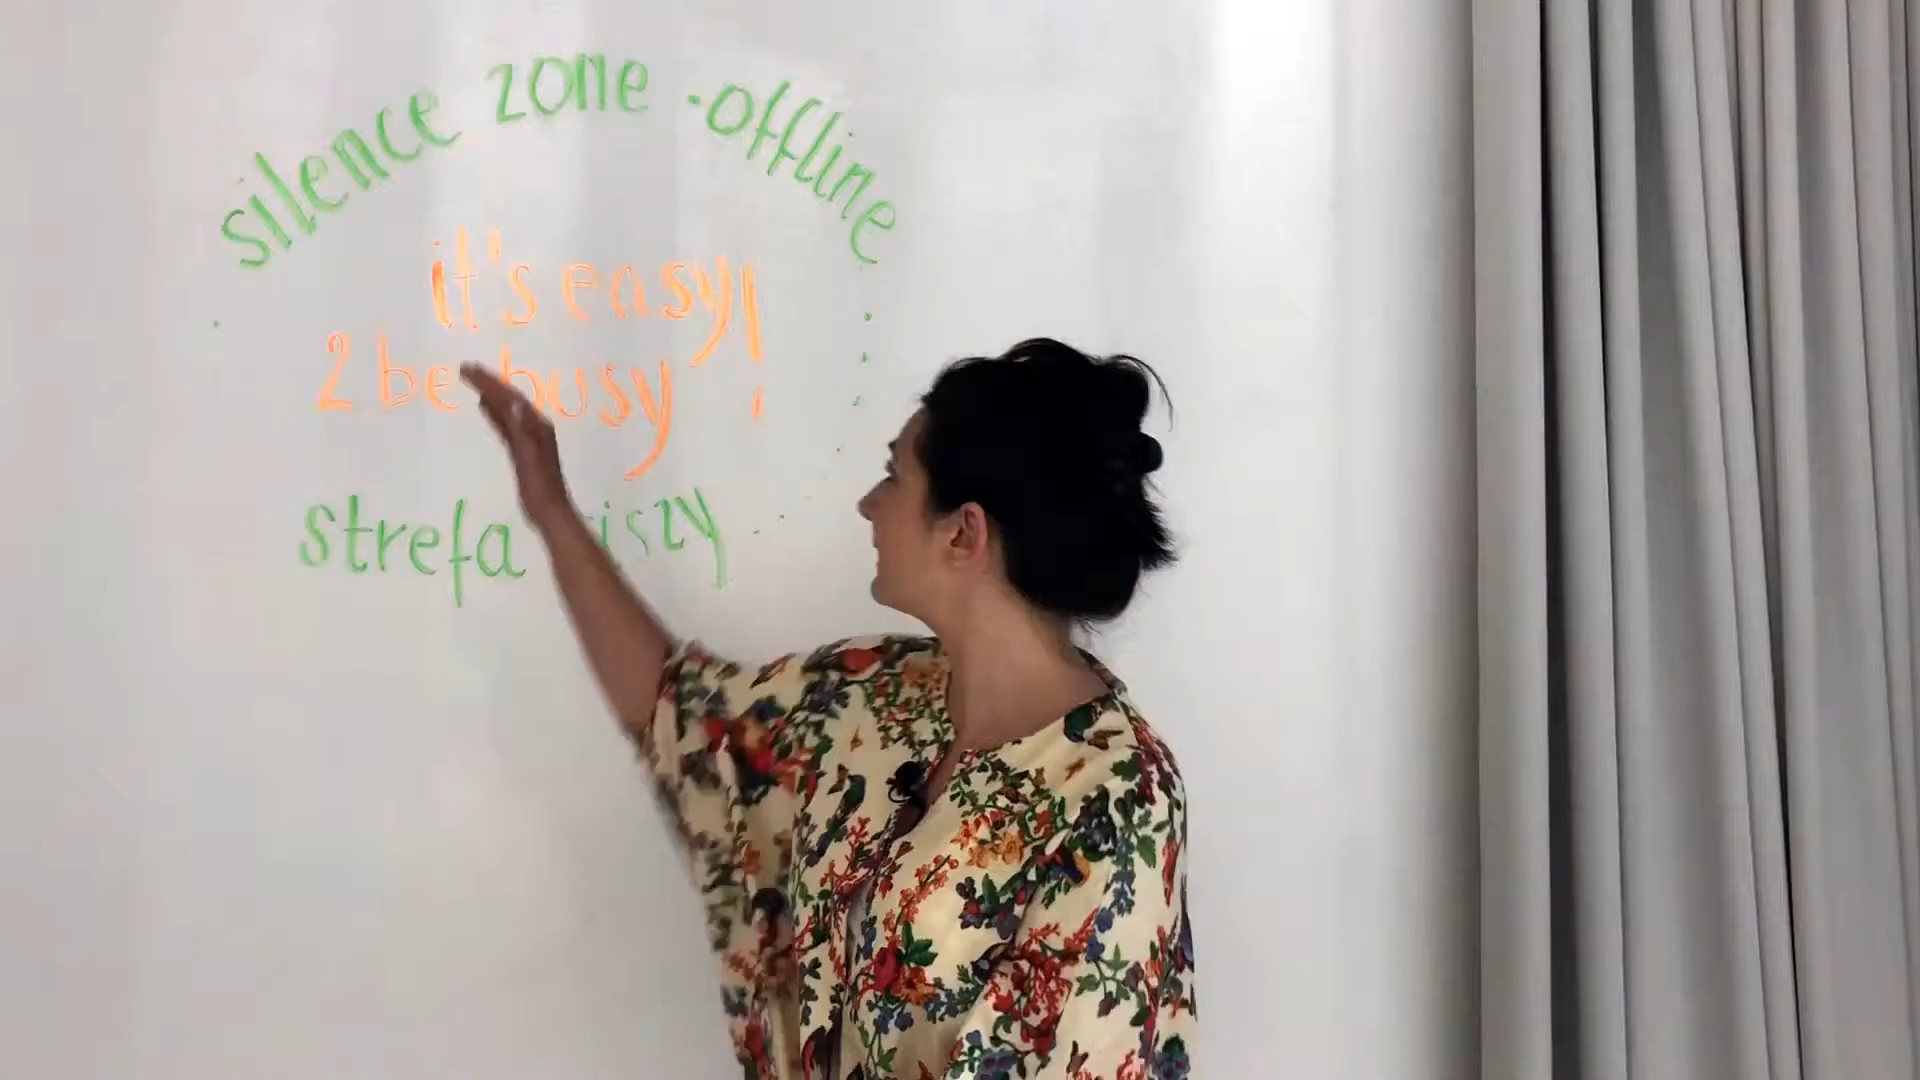 silence zone · offline
it's easy!
2 be busy
strefa